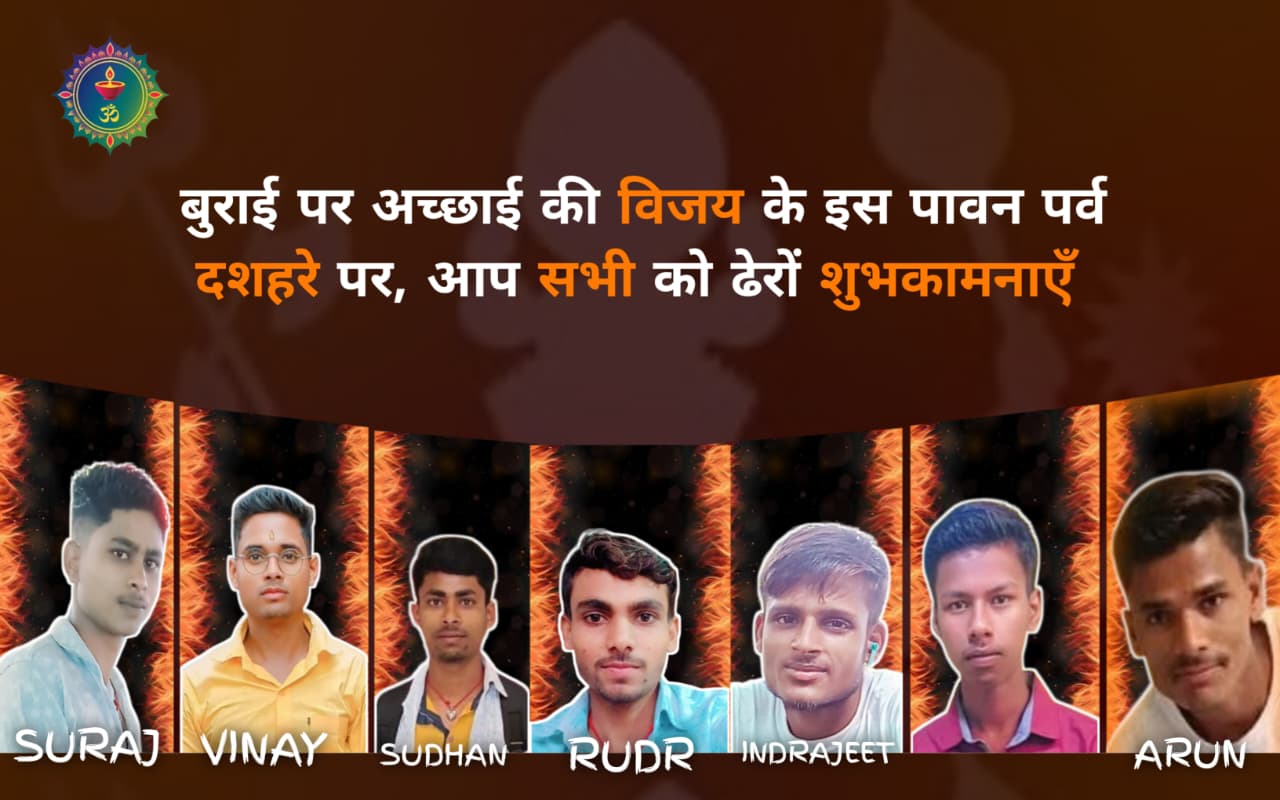 ॐ
बुराई पर अच्छाई की विजय के इस पावन पर्व
दशहरे पर, आप सभी को ढेरों शुभकामनाएँ
SURAJ VINAY SUDHAN RUDR INDRAJEET ARUN